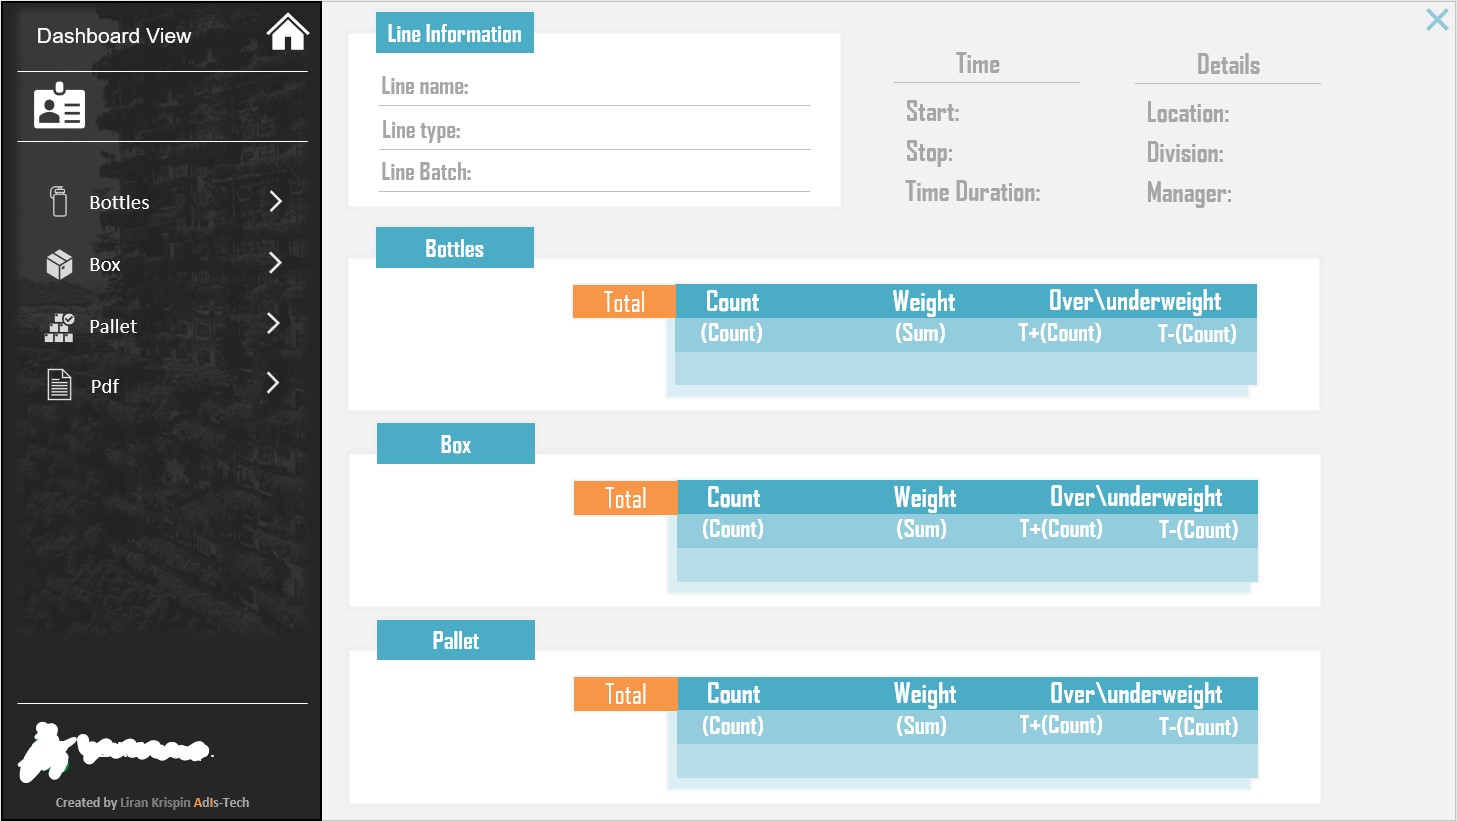 Dashboard View
Bottles
Box
Pallet
Pdf
Created by Liran Krispin AdIs-Tech
Line Information
Line name:
Line type:
Line Batch:
Time
Start:
Stop:
Time Duration:
Details
Location:
Division:
Manager:
Bottles
Total Count Weight Over\underweight
(Count) (Sum) T+(Count) T-(Count)
Box
Total Count Weight Over\underweight
(Count) (Sum) T+(Count) T-(Count)
Pallet
Total Count Weight Over\underweight
(Count) (Sum) T+(Count) T-(Count)